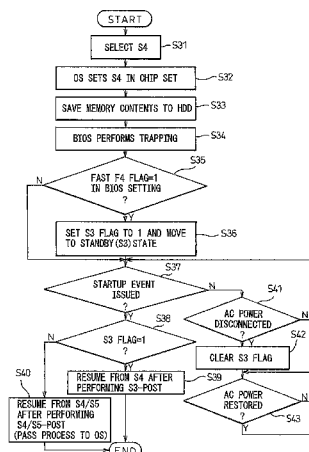 START
SELECT S4
S31
OS SETS S4 IN CHIP SET
S32
SAVE MEMORY CONTENTS TO HDD
S33
BIOS PERFORMS TRAPPING
S34
S35
FAST F4 FLAG=1
IN BIOS SETTING
?
N
Y
SET S3 FLAG TO 1 AND MOVE
TO STANDBY(S3)STATE
S36
S37
STARTUP EVENT
ISSUED
?
N
Y
S41
AC POWER
DISCONNECTED
?
N
Y
S38
S3 FLAG=1
?
N
Y
S42
CLEAR S3 FLAG
RESUME FROM S4 AFTER
PERFORMING S3-POST
S39
AC POWER
RESTORED
?
N
S43
Y
S40
RESUME FROM S4/S5
AFTER PERFORMING
S4/S5-POST
(PASS PROCESS TO OS)
END